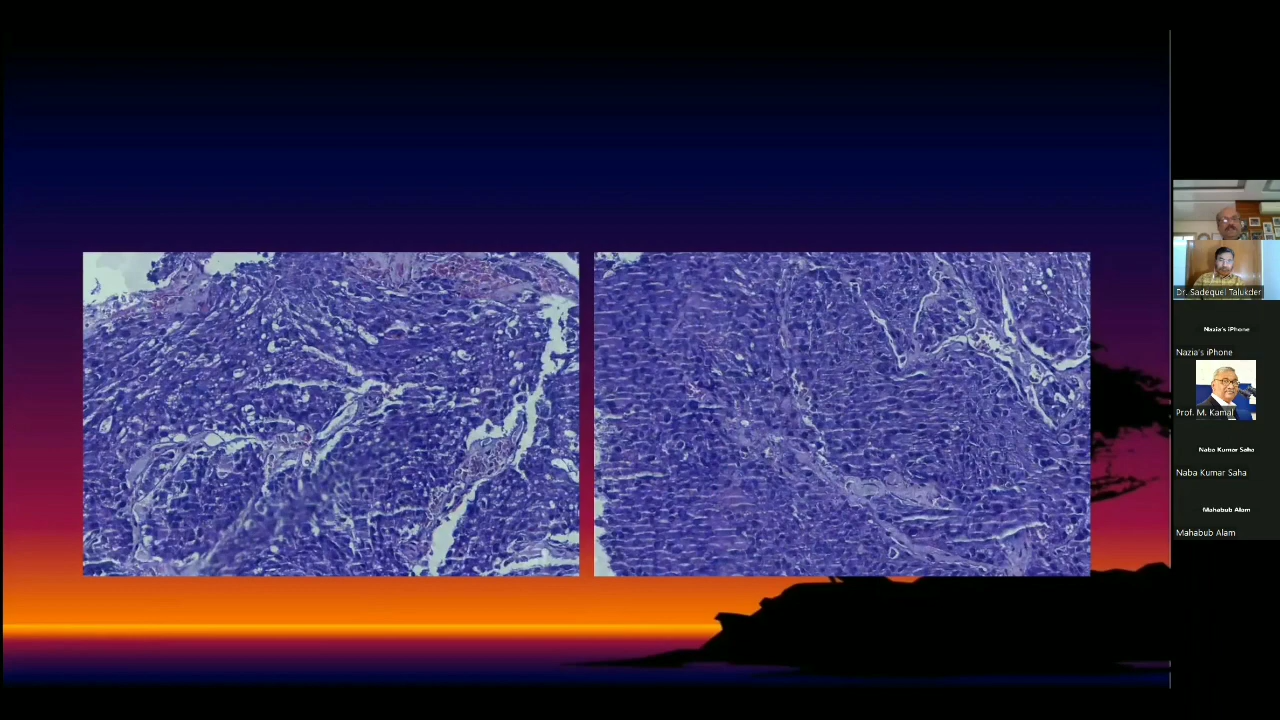 Dr. Sadequel Talukder
Nazia's iPhone
Nazia's iPhone
Prof. M. Kamal
Naba Kumar Saha
Naba Kumar Saha
Mahabub Alam
Mahabub Alam